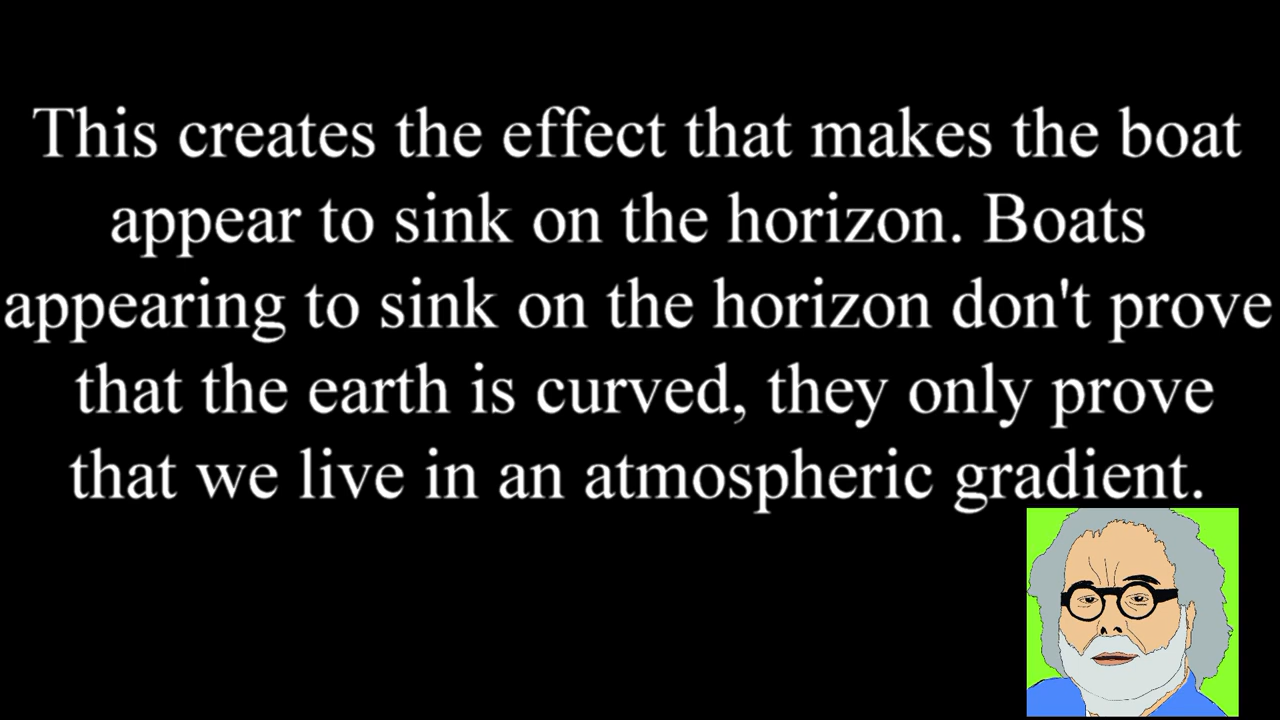 This creates the effect that makes the boat
appear to sink on the horizon. Boats
appearing to sink on the horizon don't prove
that the earth is curved, they only prove
that we live in an atmospheric gradient.